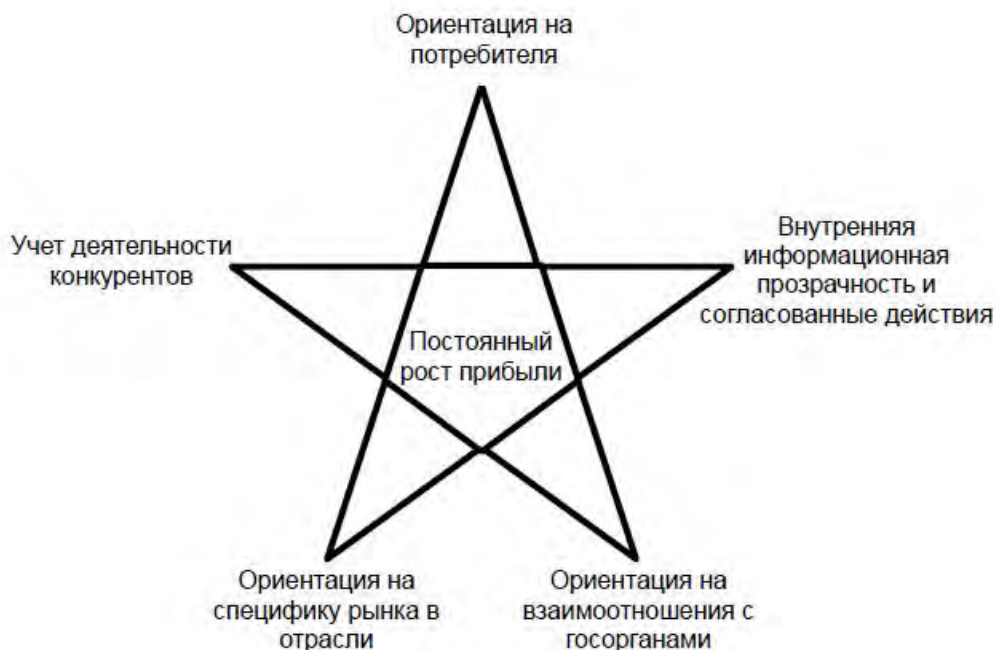 Ориентация на
потребителя
Учет деятельности
конкурентов
Внутренняя
информационная
прозрачность и
согласованные действия
Постоянный
рост прибыли
Ориентация на
специфику рынка в
отрасли
Ориентация на
взаимоотношения с
госорганами